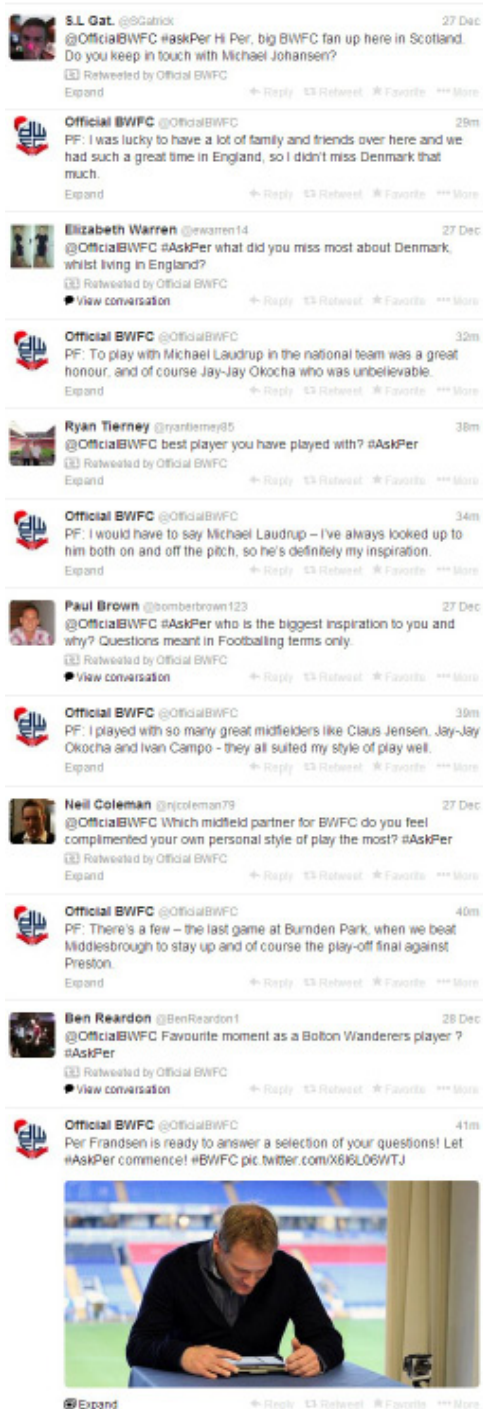 S.L Gat. @SGatrick 27 Dec
@OfficialBWFC #askPer Hi Per, big BWFC fan up here in Scotland.
Do you keep in touch with Michael Johansen?
Retweeted by Official BWFC
Expand Reply Retweet Favorite More
Official BWFC @OfficialBWFC 29m
PF: I was lucky to have a lot of family and friends over here and we
had such a great time in England, so I didn't miss Denmark that
much.
Expand Reply Retweet Favorite More
Elizabeth Warren @ewarren14 27 Dec
@OfficialBWFC #AskPer what did you miss most about Denmark,
whilst living in England?
Retweeted by Official BWFC
View conversation Reply Retweet Favorite More
Official BWFC @OfficialBWFC 32m
PF: To play with Michael Laudrup in the national team was a great
honour, and of course Jay-Jay Okocha who was unbelievable.
Expand Reply Retweet Favorite More
Ryan Tierney @ryantierney85 38m
@OfficialBWFC best player you have played with? #AskPer
Retweeted by Official BWFC
Expand Reply Retweet Favorite More
Official BWFC @OfficialBWFC 34m
PF: I would have to say Michael Laudrup – I've always looked up to
him both on and off the pitch, so he's definitely my inspiration.
Expand Reply Retweet Favorite More
Paul Brown @bomberbrown123 27 Dec
@OfficialBWFC #AskPer who is the biggest inspiration to you and
why? Questions meant in Footballing terms only.
Retweeted by Official BWFC
View conversation Reply Retweet Favorite More
Official BWFC @OfficialBWFC 39m
PF: I played with so many great midfielders like Claus Jensen, Jay-Jay
Okocha and Ivan Campo - they all suited my style of play well.
Expand Reply Retweet Favorite More
Neil Coleman @njcoleman79 27 Dec
@OfficialBWFC Which midfield partner for BWFC do you feel
complimented your own personal style of play the most? #AskPer
Retweeted by Official BWFC
Expand Reply Retweet Favorite More
Official BWFC @OfficialBWFC 40m
PF: There's a few – the last game at Burnden Park, when we beat
Middlesbrough to stay up and of course the play-off final against
Preston.
Expand Reply Retweet Favorite More
Ben Reardon @BenReardon1 28 Dec
@OfficialBWFC Favourite moment as a Bolton Wanderers player ?
#AskPer
Retweeted by Official BWFC
View conversation Reply Retweet Favorite More
Official BWFC @OfficialBWFC 41m
Per Frandsen is ready to answer a selection of your questions! Let
#AskPer commence! #BWFC pic.twitter.com/X6I6L06WTJ
Expand Reply Retweet Favorite More